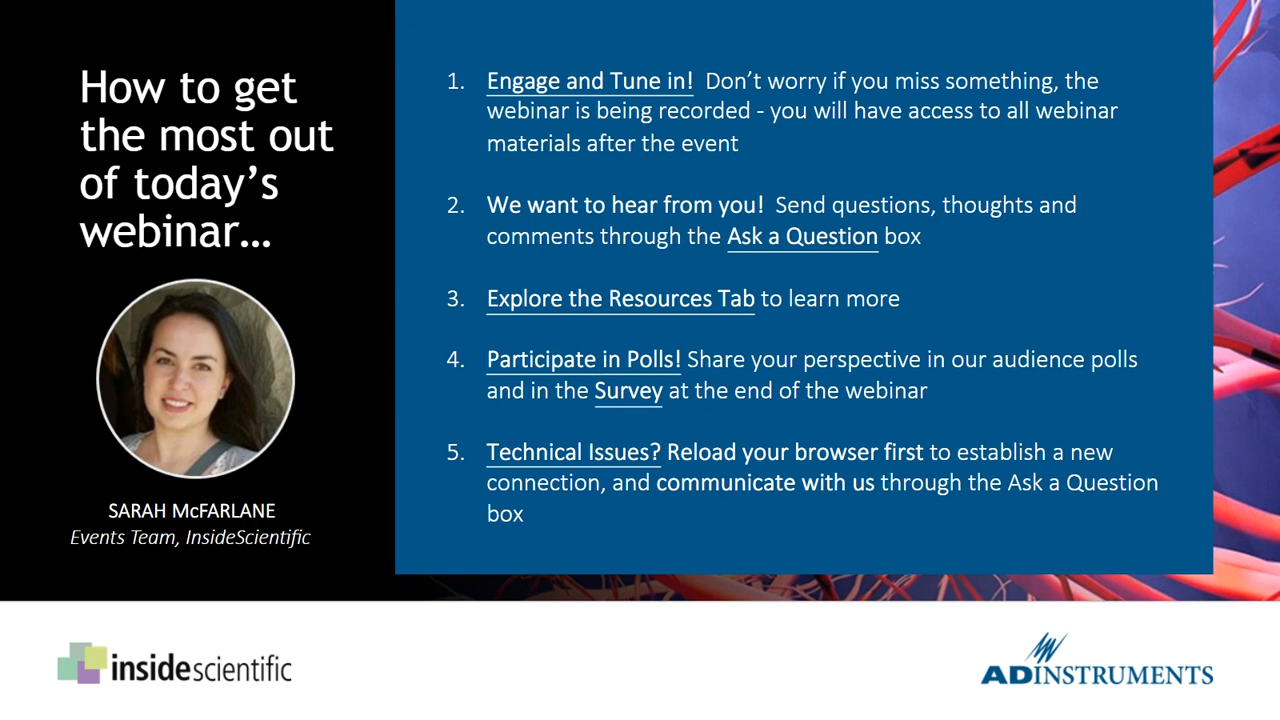 How to get
the most out
of today’s
webinar…
SARAH McFARLANE
Events Team, InsideScientific
1. Engage and Tune in! Don’t worry if you miss something, the
webinar is being recorded - you will have access to all webinar
materials after the event
2. We want to hear from you! Send questions, thoughts and
comments through the Ask a Question box
3. Explore the Resources Tab to learn more
4. Participate in Polls! Share your perspective in our audience polls
and in the Survey at the end of the webinar
5. Technical Issues? Reload your browser first to establish a new
connection, and communicate with us through the Ask a Question
box
insidescientific
ADINSTRUMENTS